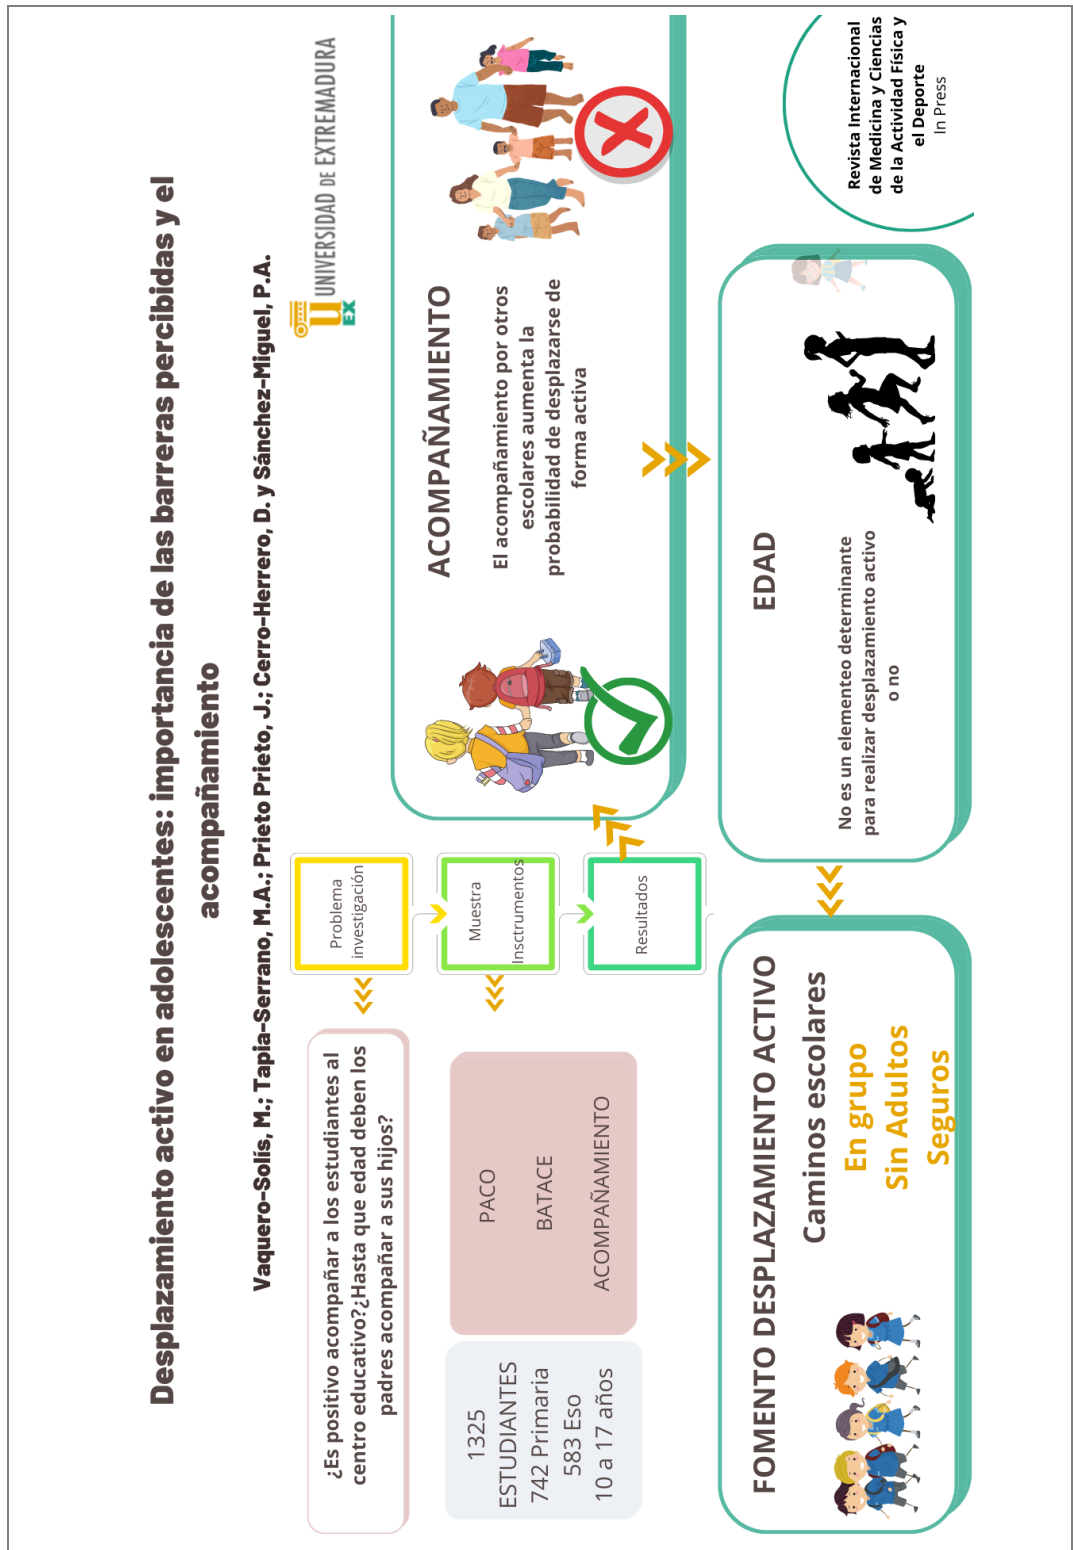 Desplazamiento activo en adolescentes: importancia de las barreras percibidas y el
acompañamiento
Vaquero-Solís, M.; Tapia-Serrano, M.A.; Prieto Prieto, J.; Cerro-Herrero, D. y Sánchez-Miguel, P.A.
UNIVERSIDAD DE EXTREMADURA
EX
¿Es positivo acompañar a los estudiantes al
centro educativo?¿Hasta que edad deben los
padres acompañar a sus hijos?
Problema
investigación
1325
ESTUDIANTES
742 Primaria
583 Eso
10 a 17 años
PACO
BATACE
ACOMPAÑAMIENTO
Muestra
Insctrumentos
Resultados
ACOMPAÑAMIENTO
El acompañamiento por otros
escolares aumenta la
probabilidad de desplazarse de
forma activa
EDAD
No es un elementeo determinante
para realizar desplazamiento activo
o no
FOMENTO DESPLAZAMIENTO ACTIVO
Caminos escolares
En grupo
Sin Adultos
Seguros
Revista Internacional
de Medicina y Ciencias
de la Actividad Física y
el Deporte
In Press